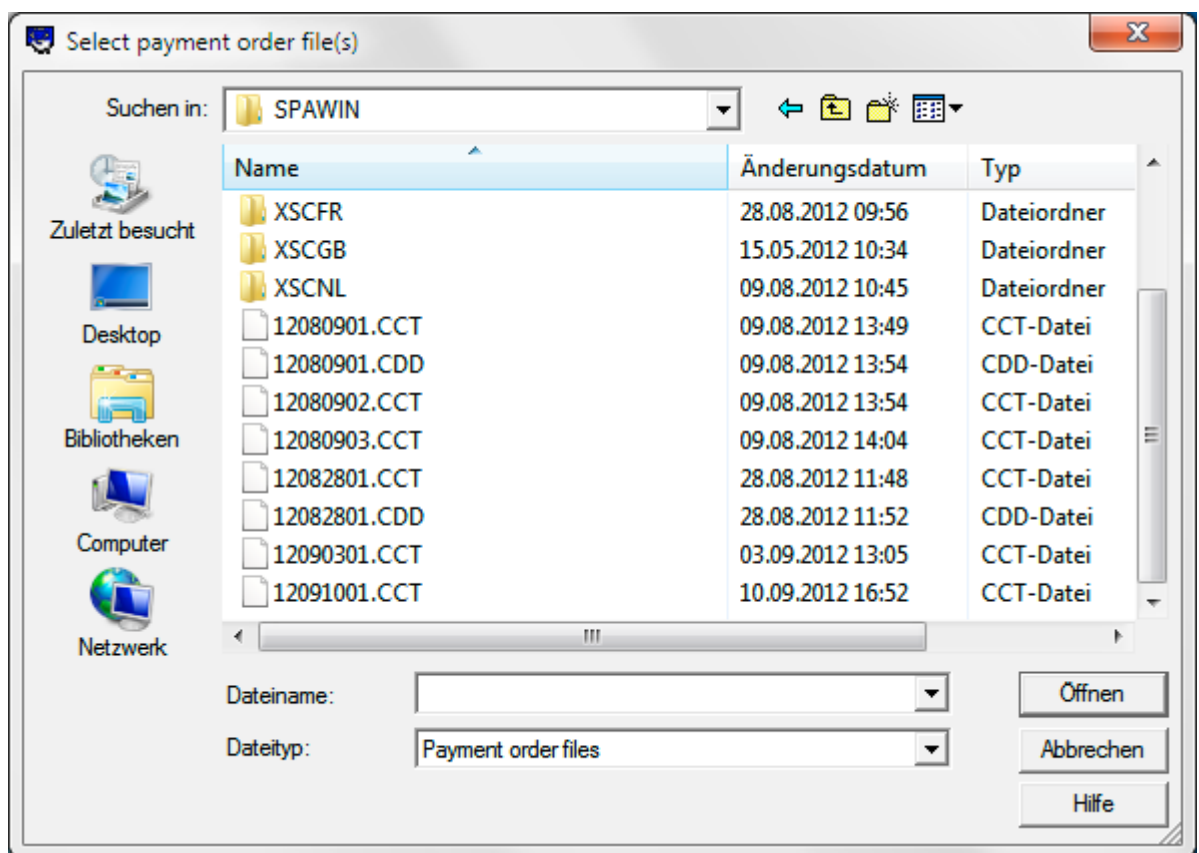 Select payment order file(s)
Suchen in: SPAWIN
Name Änderungsdatum Typ
XSCFR 28.08.2012 09:56 Dateiordner
XSCGB 15.05.2012 10:34 Dateiordner
XSCNL 09.08.2012 10:45 Dateiordner
12080901.CCT 09.08.2012 13:49 CCT-Datei
12080901.CDD 09.08.2012 13:54 CDD-Datei
12080902.CCT 09.08.2012 13:54 CCT-Datei
12080903.CCT 09.08.2012 14:04 CCT-Datei
12082801.CCT 28.08.2012 11:48 CCT-Datei
12082801.CDD 28.08.2012 11:52 CDD-Datei
12090301.CCT 03.09.2012 13:05 CCT-Datei
12091001.CCT 10.09.2012 16:52 CCT-Datei
Zuletzt besucht
Desktop
Bibliotheken
Computer
Netzwerk
Dateiname: Öffnen
Dateityp: Payment order files Abbrechen
Hilfe